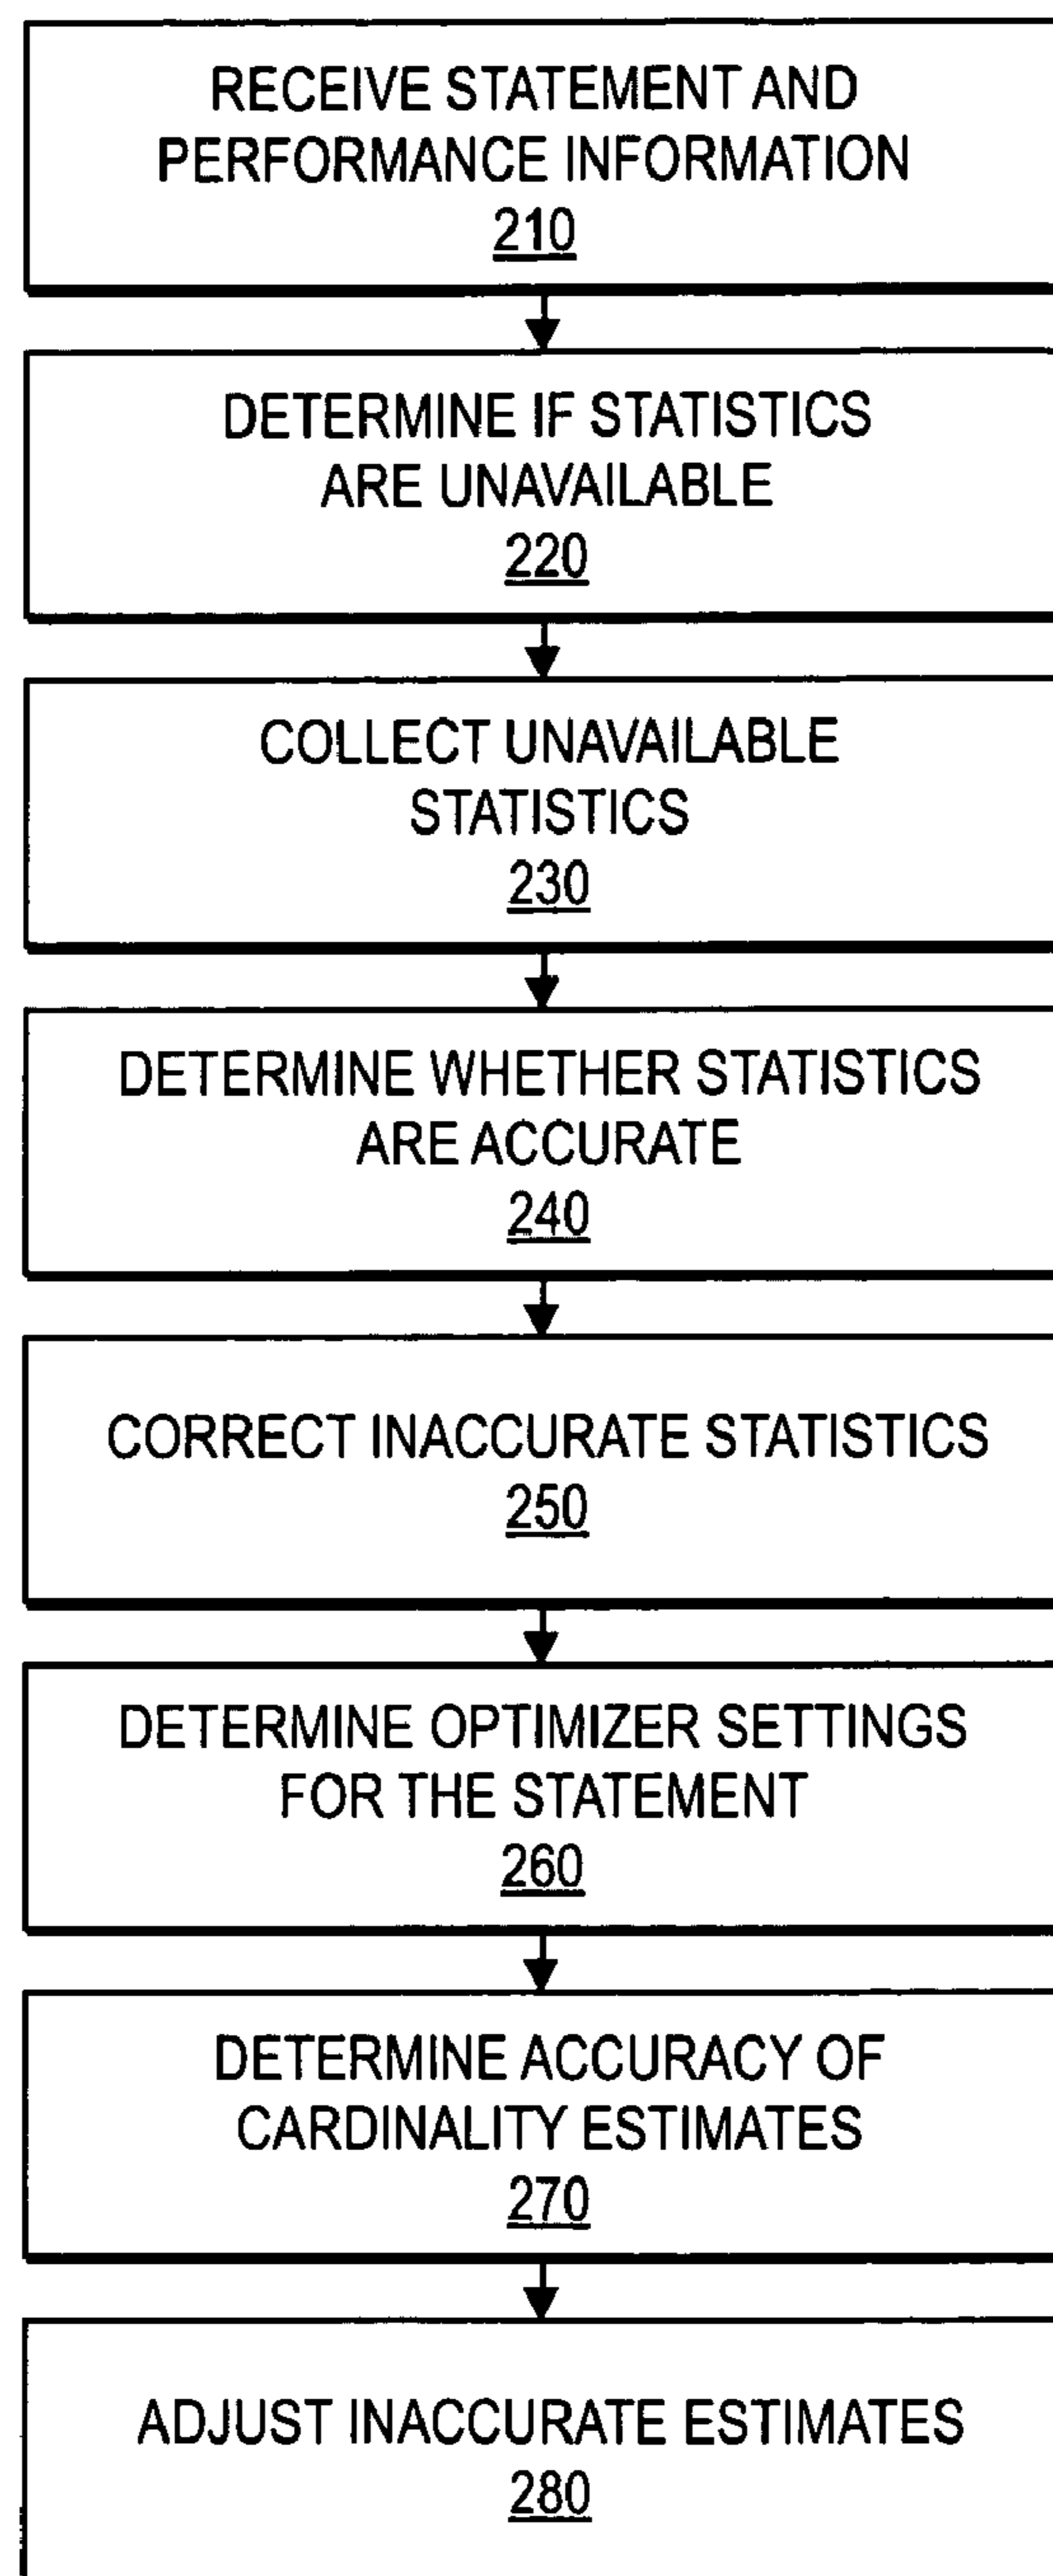 RECEIVE STATEMENT AND
PERFORMANCE INFORMATION
210
DETERMINE IF STATISTICS
ARE UNAVAILABLE
220
COLLECT UNAVAILABLE
STATISTICS
230
DETERMINE WHETHER STATISTICS
ARE ACCURATE
240
CORRECT INACCURATE STATISTICS
250
DETERMINE OPTIMIZER SETTINGS
FOR THE STATEMENT
260
DETERMINE ACCURACY OF
CARDINALITY ESTIMATES
270
ADJUST INACCURATE ESTIMATES
280